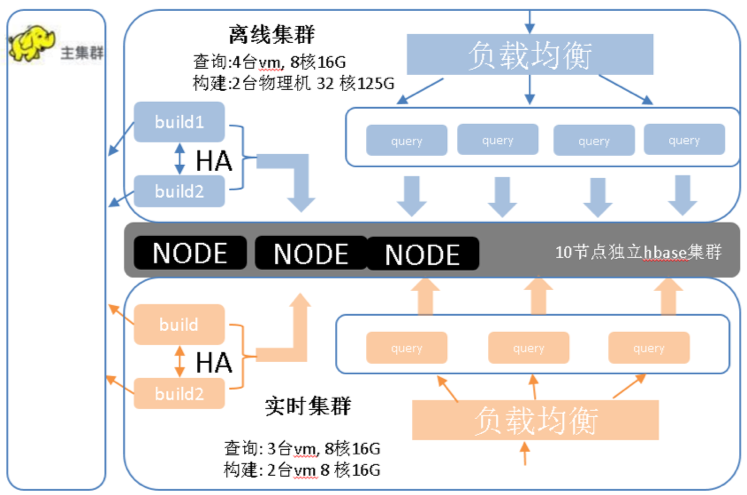 主集群
离线集群
查询:4台vm, 8核16G
构建:2台物理机 32 核125G
负载均衡
build1
HA
build2
query
query
query
query
NODE
NODE
NODE
10节点独立hbase集群
build
HA
build2
query
query
query
负载均衡
实时集群
查询: 3台vm, 8核16G
构建: 2台vm 8 核16G